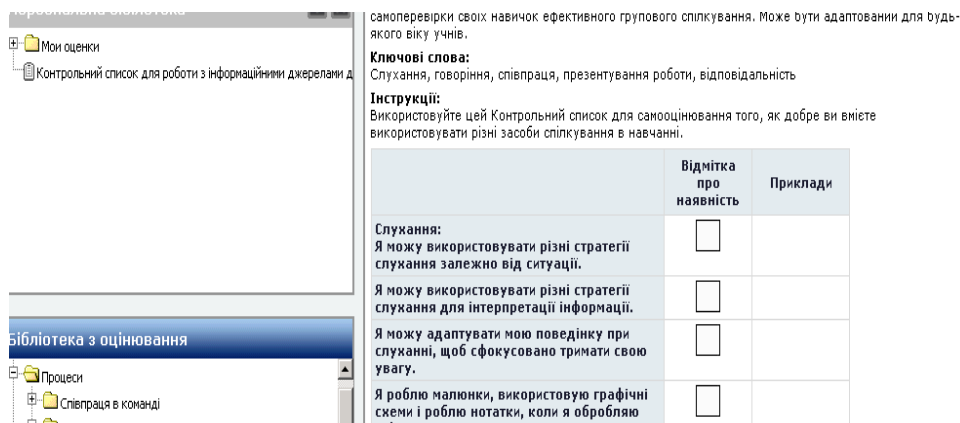 Мои оценки
Контрольний список для роботи з інформаційними джерелами д
Бібліотека з оцінювання
Процеси
Співпраця в команді
самоперевірки своїх навичок ефективного групового спілкування. Може бути адаптований для будь-
якого віку учнів.
Ключові слова:
Слухання, говоріння, співпраця, презентування роботи, відповідальність
Інструкції:
Використовуйте цей Контрольний список для самооцінювання того, як добре ви вмієте
використовувати різні засоби спілкування в навчанні.
Відмітка
про
наявність
Приклади
Слухання:
Я можу використовувати різні стратегії
слухання залежно від ситуації.
Я можу використовувати різні стратегії
слухання для інтерпретації інформації.
Я можу адаптувати мою поведінку при
слуханні, щоб сфокусовано тримати свою
увагу.
Я роблю малюнки, використовую графічні
схеми і роблю нотатки, коли я обробляю